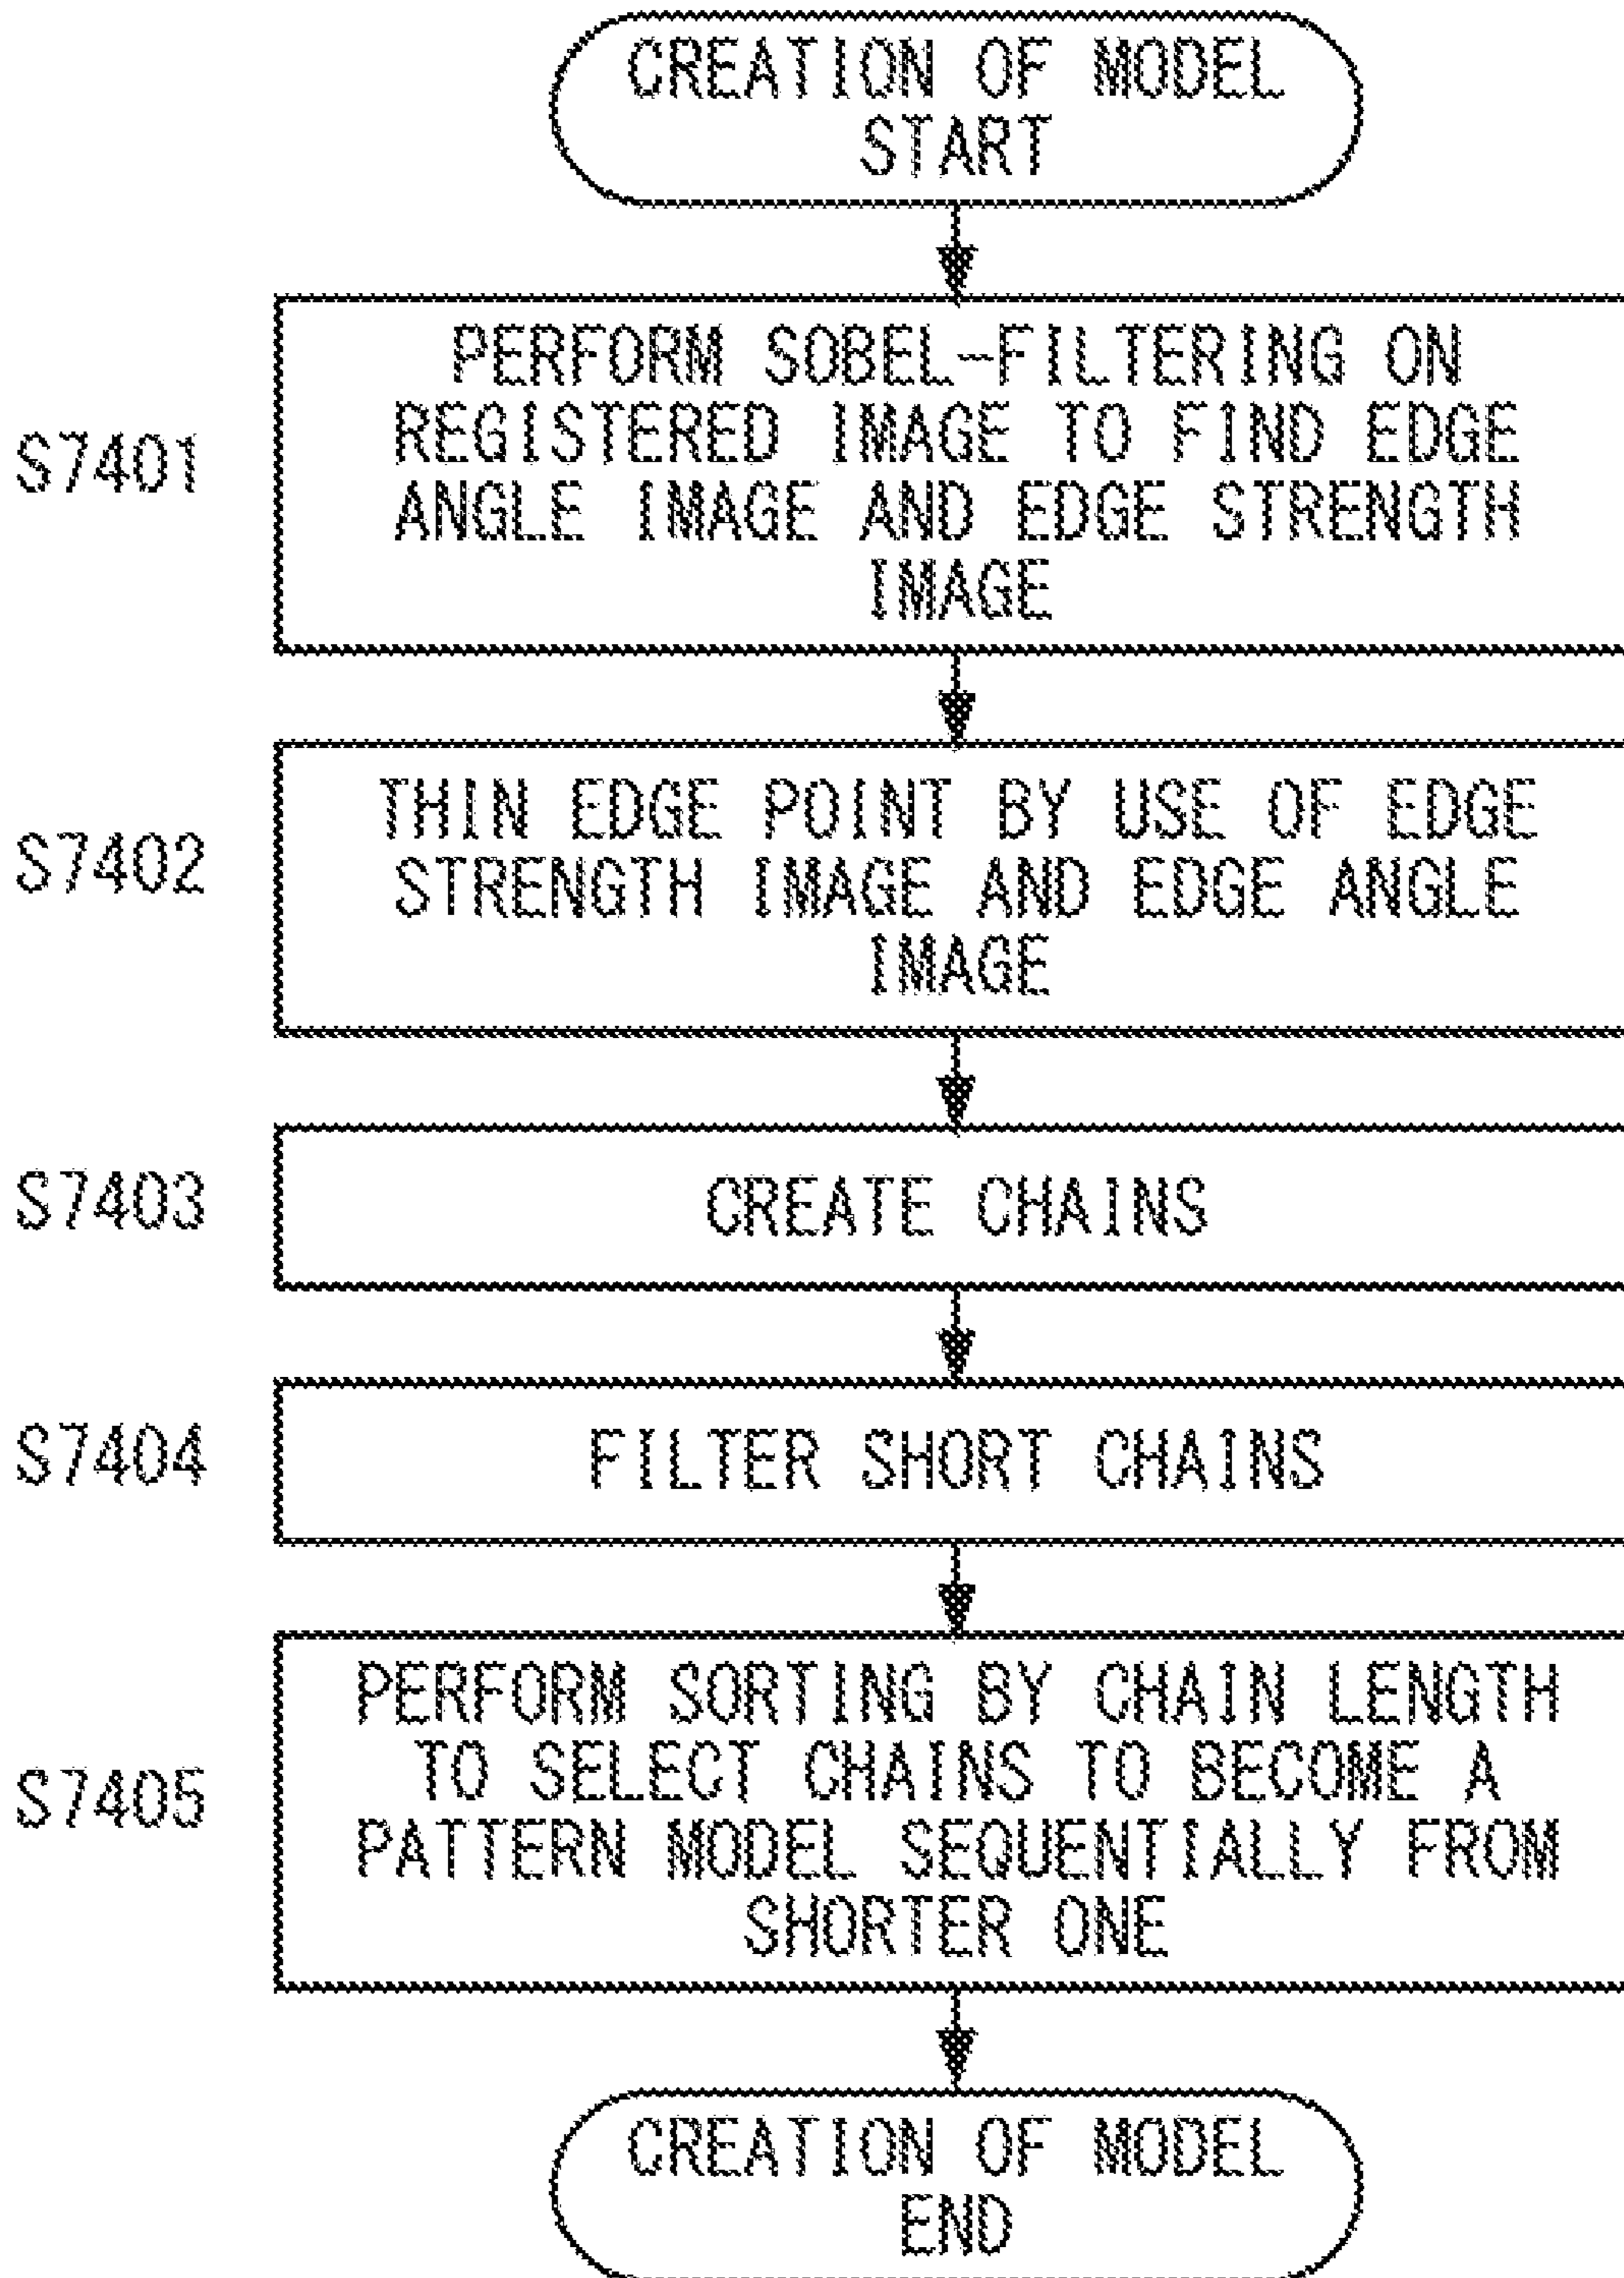 CREATION OF MODEL
START
S7401
PERFORM SOBEL-FILTERING ON
REGISTERED IMAGE TO FIND EDGE
ANGLE IMAGE AND EDGE STRENGTH
IMAGE
S7402
THIN EDGE POINT BY USE OF EDGE
STRENGTH IMAGE AND EDGE ANGLE
IMAGE
S7403
CREATE CHAINS
S7404
FILTER SHORT CHAINS
S7405
PERFORM SORTING BY CHAIN LENGTH
TO SELECT CHAINS TO BECOME A
PATTERN MODEL SEQUENTIALLY FROM
SHORTER ONE
CREATION OF MODEL
END